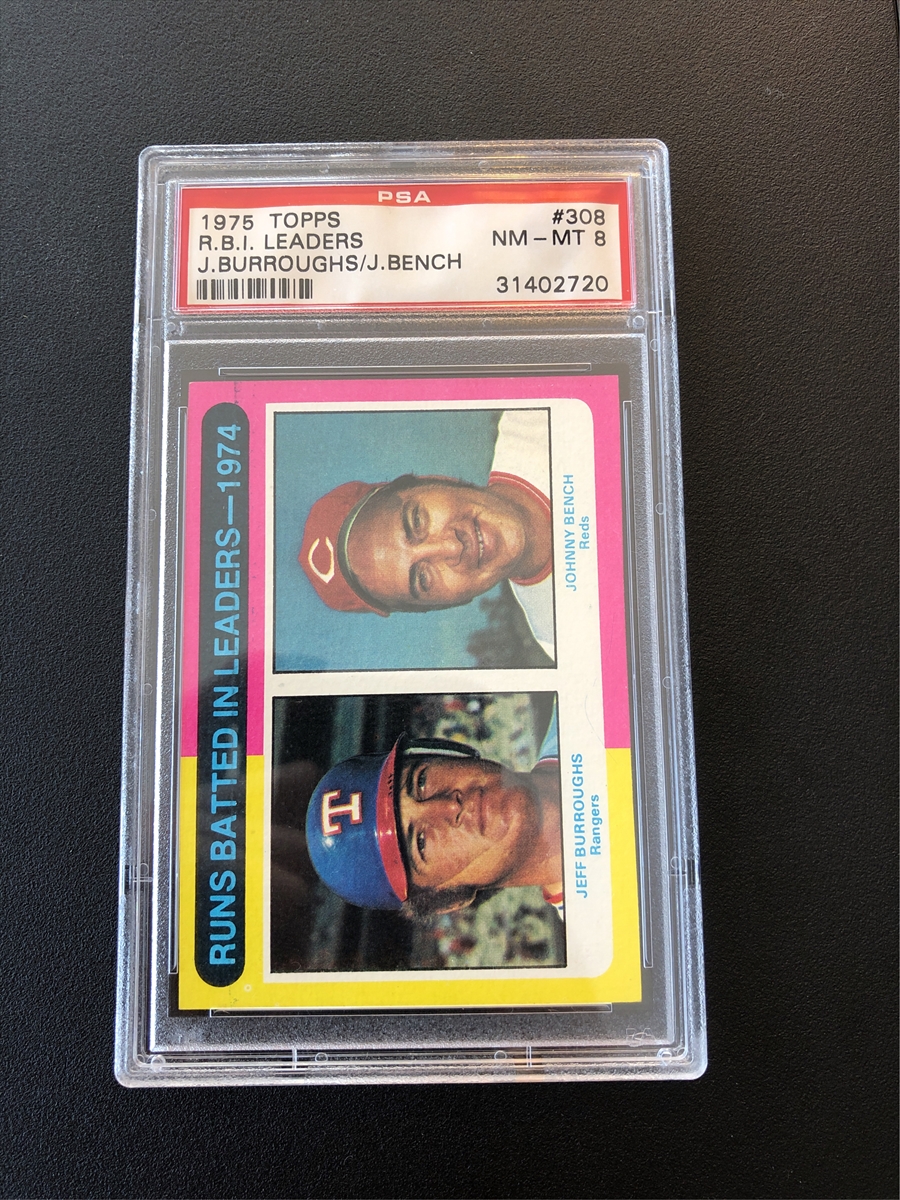 PSA
1975 TOPPS #308
R.B.I. LEADERS NM – MT 8
J.BURROUGHS/J.BENCH
31402720
RUNS BATTED IN LEADERS—1974
T
JEFF BURROUGHS
Rangers
C
JOHNNY BENCH
Reds